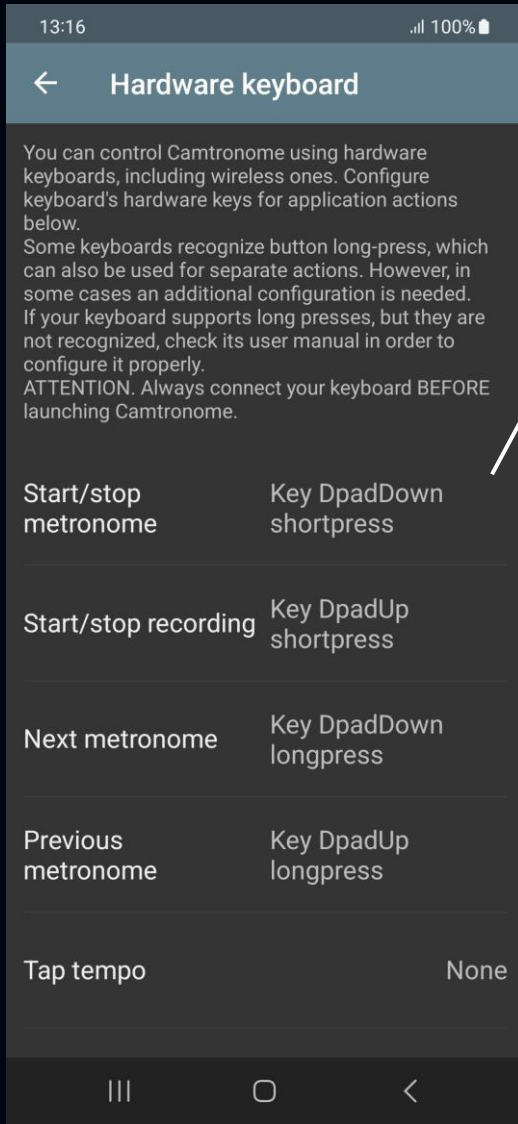 13:16 100%
Hardware keyboard
You can control Camtronome using hardware
keyboards, including wireless ones. Configure
keyboard's hardware keys for application actions
below.
Some keyboards recognize button long-press, which
can also be used for separate actions. However, in
some cases an additional configuration is needed.
If your keyboard supports long presses, but they are
not recognized, check its user manual in order to
configure it properly.
ATTENTION. Always connect your keyboard BEFORE
launching Camtronome.
Start/stop
metronome
Key DpadDown
shortpress
Start/stop recording
Key DpadUp
shortpress
Next metronome
Key DpadDown
longpress
Previous
metronome
Key DpadUp
longpress
Tap tempo
None